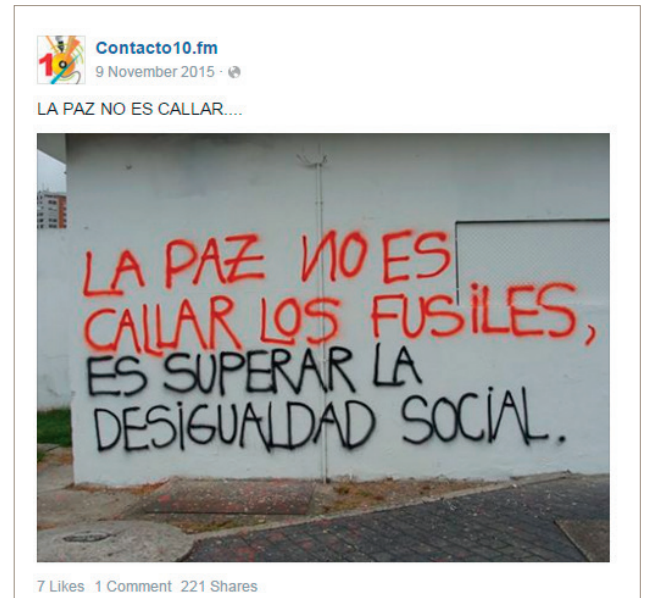 10
Contacto10.fm
9 November 2015 ·
LA PAZ NO ES CALLAR....
LA PAZ NO ES
CALLAR LOS FUSILES,
ES SUPERAR LA
DESIGUALDAD SOCIAL.
7 Likes 1 Comment 221 Shares